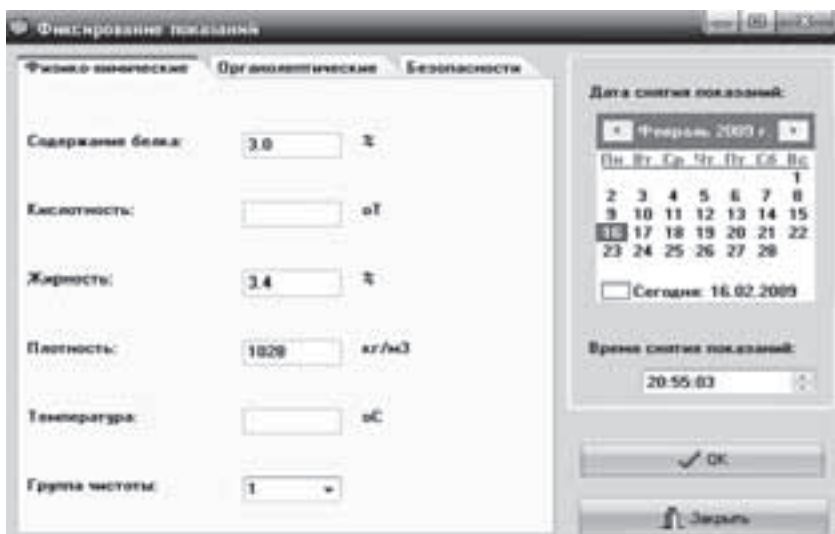 Фиксирование показаний
Физико-химические Органолептические Безопасности
Содержание белка: 3.0 %
Кислотность: оТ
Жирность: 3.4 %
Плотность: 1028 кг/м3
Температура: оС
Группа чистоты: 1
Дата снятия показаний:
Февраль 2009 г.
Пн Вт Ср Чт Пт Сб Вс
1
2 3 4 5 6 7 8
9 10 11 12 13 14 15
16 17 18 19 20 21 22
23 24 25 26 27 28
Сегодня: 16.02.2009
Время снятия показаний:
20:55:03
ОК
Закрыть